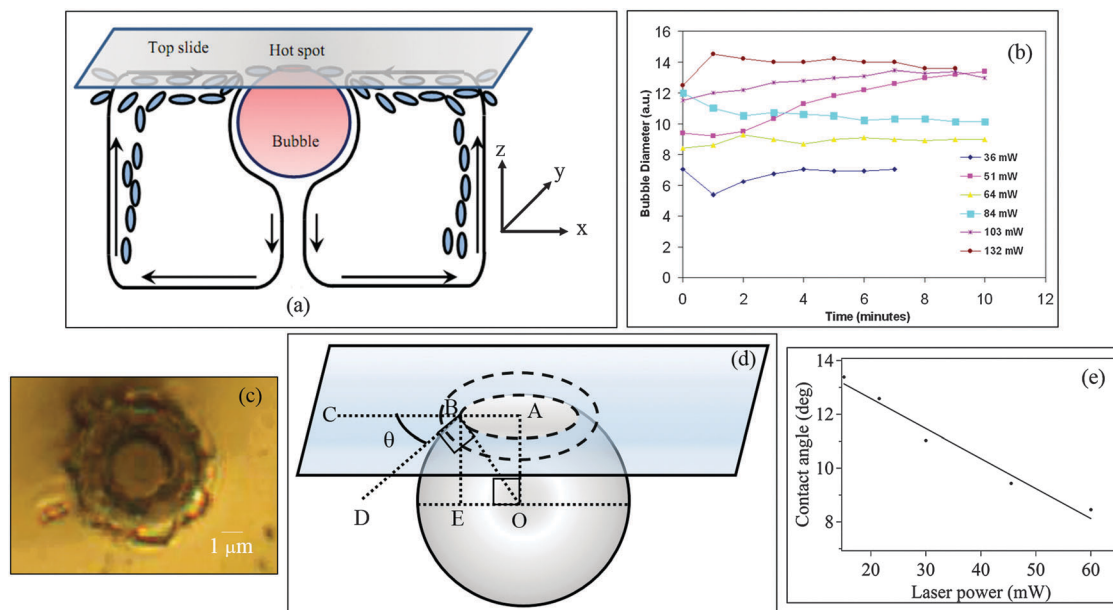 Top slide
Hot spot
Bubble
z
y
x
(a)
(b)
Bubble Diameter (a.u.)
16
14
12
10
8
6
4
2
0
36 mW
51 mW
64 mW
84 mW
103 mW
132 mW
0 2 4 6 8 10 12
Time (minutes)
(c)
1 μm
(d)
C B A
θ
D E O
(e)
Contact angle (deg)
14
12
10
8
20 30 40 50 60
Laser power (mW)